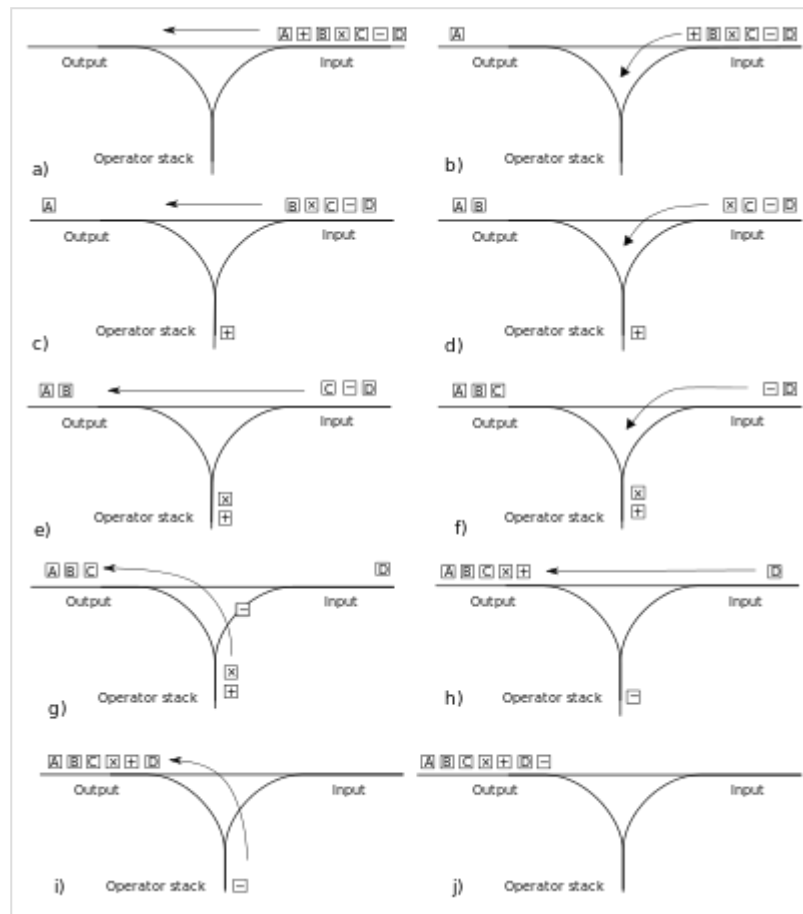 A + B × C − D
Output Input
Operator stack
a)
A + B × C − D
Output Input
Operator stack
b)
A B × C − D
Output Input
Operator stack +
c)
A B × C − D
Output Input
Operator stack +
d)
A B C − D
Output Input
×
Operator stack +
e)
A B C − D
Output Input
×
Operator stack +
f)
A B C D
Output − Input
×
+
Operator stack
g)
A B C × + D
Output Input
Operator stack −
h)
A B C × + D
Output Input
i) Operator stack −
A B C × + D −
Output Input
j) Operator stack